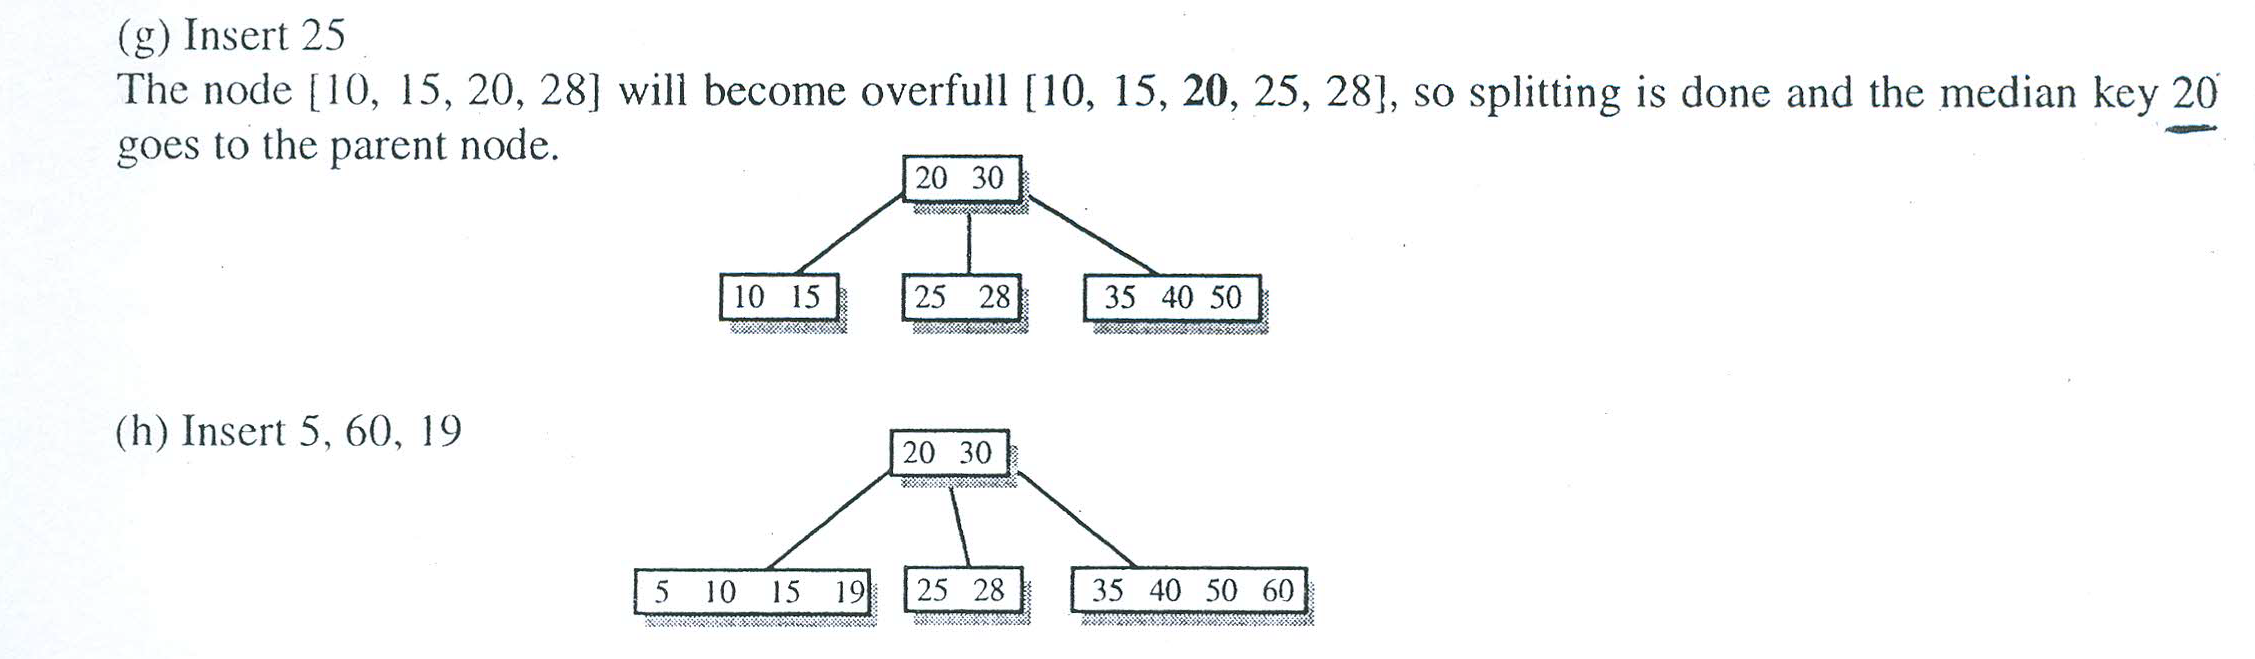 (g) Insert 25
The node [10, 15, 20, 28] will become overfull [10, 15, 20, 25, 28], so splitting is done and the median key 20
goes to the parent node.
20 30
10 15 25 28 35 40 50
(h) Insert 5, 60, 19
20 30
5 10 15 19 25 28 35 40 50 60